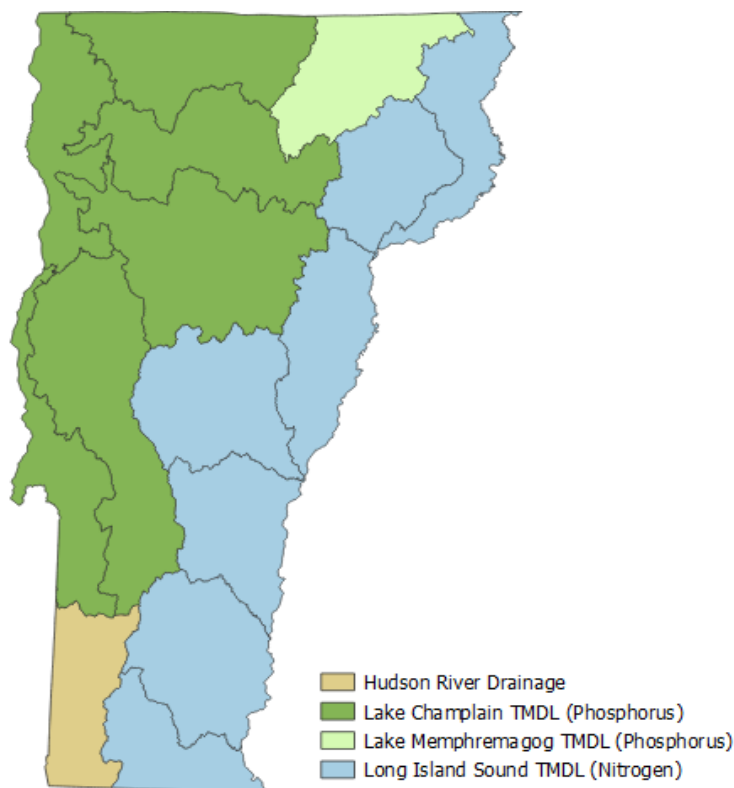 Hudson River Drainage
Lake Champlain TMDL (Phosphorus)
Lake Memphremagog TMDL (Phosphorus)
Long Island Sound TMDL (Nitrogen)